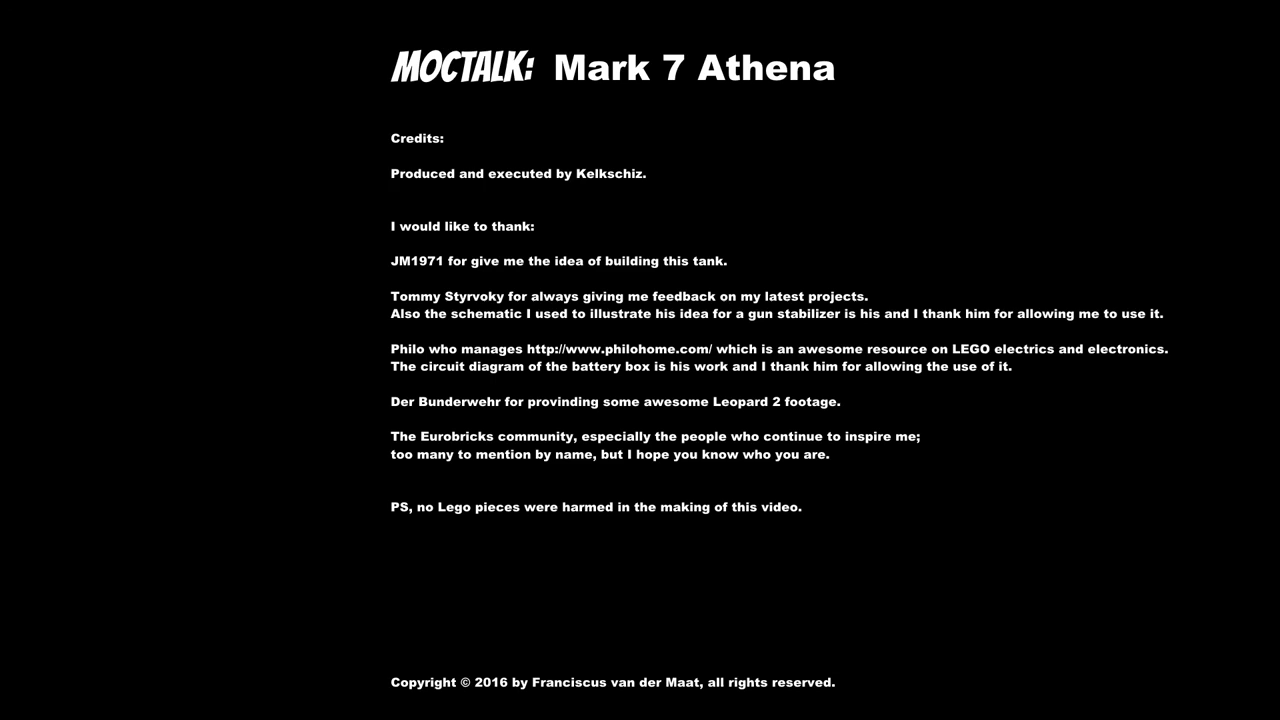 MOCTALK: Mark 7 Athena
Credits:
Produced and executed by Kelkschiz.
I would like to thank:
JM1971 for give me the idea of building this tank.
Tommy Styrvoky for always giving me feedback on my latest projects.
Also the schematic I used to illustrate his idea for a gun stabilizer is his and I thank him for allowing me to use it.
Philo who manages http://www.philohome.com/ which is an awesome resource on LEGO electrics and electronics.
The circuit diagram of the battery box is his work and I thank him for allowing the use of it.
Der Bunderwehr for provinding some awesome Leopard 2 footage.
The Eurobricks community, especially the people who continue to inspire me;
too many to mention by name, but I hope you know who you are.
PS, no Lego pieces were harmed in the making of this video.
Copyright © 2016 by Franciscus van der Maat, all rights reserved.